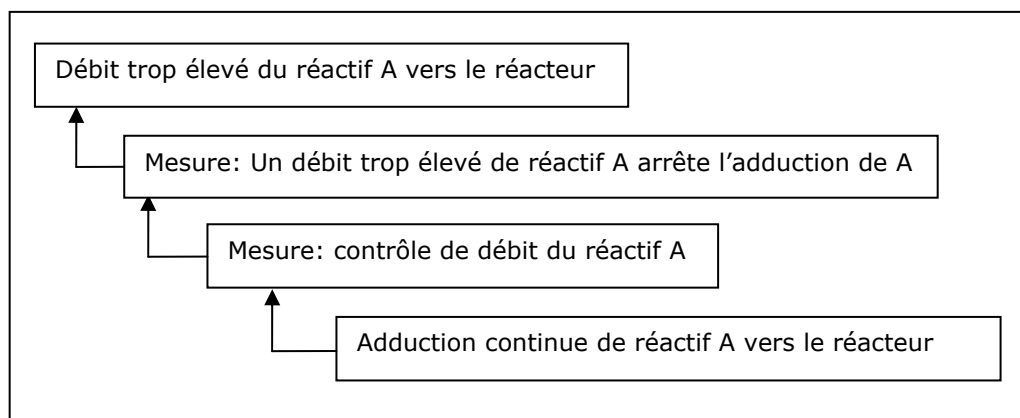 Débit trop élevé du réactif A vers le réacteur
Mesure: Un débit trop élevé de réactif A arrête l’adduction de A
Mesure: contrôle de débit du réactif A
Adduction continue de réactif A vers le réacteur